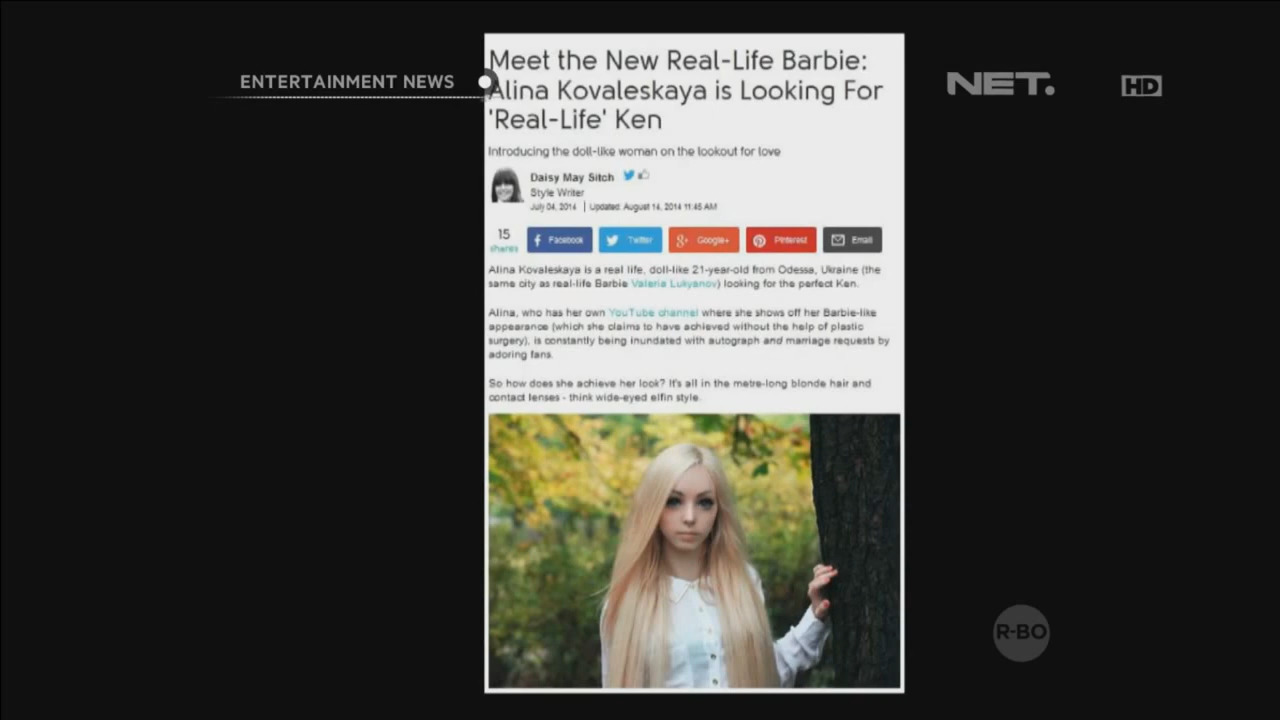 ENTERTAINMENT NEWS
NET.
HD
Meet the New Real-Life Barbie:
Alina Kovaleskaya is Looking For
'Real-Life' Ken
Introducing the doll-like woman on the lookout for love
Daisy May Sitch
Style Writer
July 04, 2014 | Updated: August 14, 2014 11:45 AM
15
shares
Facebook
Twitter
Google+
Pinterest
Email
Alina Kovaleskaya is a real life, doll-like 21-year-old from Odessa, Ukraine (the
same city as real-life Barbie Valeria Lukyanov) looking for the perfect Ken.
Alina, who has her own YouTube channel where she shows off her Barbie-like
appearance (which she claims to have achieved without the help of plastic
surgery), is constantly being inundated with autograph and marriage requests by
adoring fans.
So how does she achieve her look? It's all in the metre-long blonde hair and
contact lenses - think wide-eyed elfin style.
R-BO